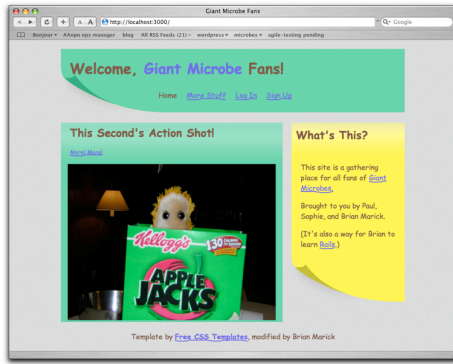 Giant Microbe Fans
http://localhost:3000/
Google
Bonjour
AAnpo ops manager
blog
All RSS Feeds (21)
wordpress
microbes
agile-testing pending
Welcome, Giant Microbe Fans!
Home More Stuff Log In Sign Up
This Second's Action Shot!
More! More!
Kellogg's
130
APPLE
JACKS
What's This?
This site is a gathering
place for all fans of Giant
Microbes,
Brought to you by Paul,
Sophie, and Brian Marick.
(It's also a way for Brian to
learn Rails.)
Template by Free CSS Templates, modified by Brian Marick